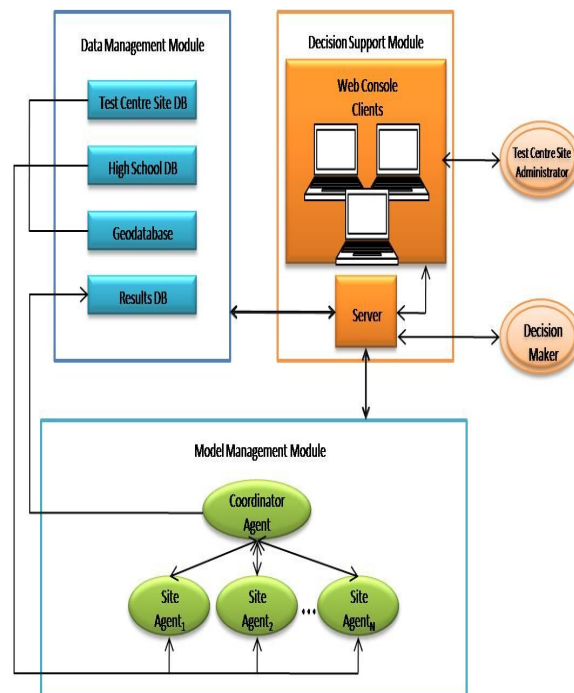 Data Management Module
Test Centre Site DB
High School DB
Geodatabase
Results DB
Decision Support Module
Web Console
Clients
Server
Test Centre Site
Administrator
Decision
Maker
Model Management Module
Coordinator
Agent
Site
Agent1
Site
Agent2
...
Site
AgentN